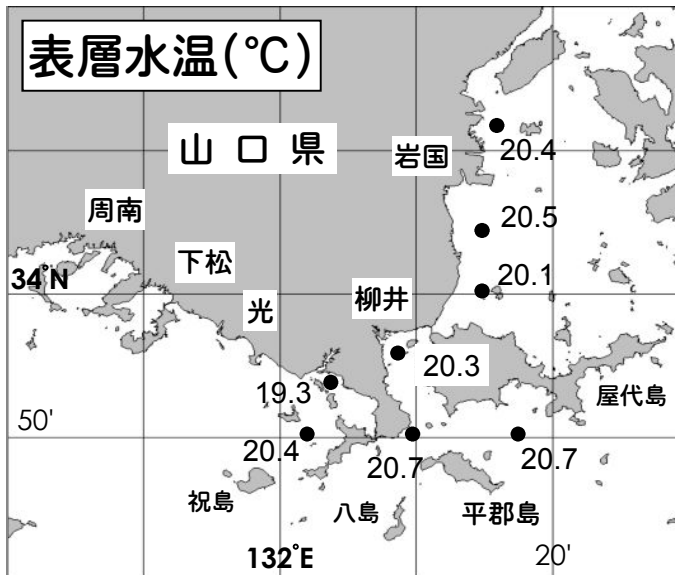 表層水温(℃)
山口県
岩国
20.4
周南
20.5
下松
34°N
20.1
柳井
光
20.3
19.3
屋代島
50'
20.4
20.7
20.7
祝島
八島
平郡島
132°E
20'